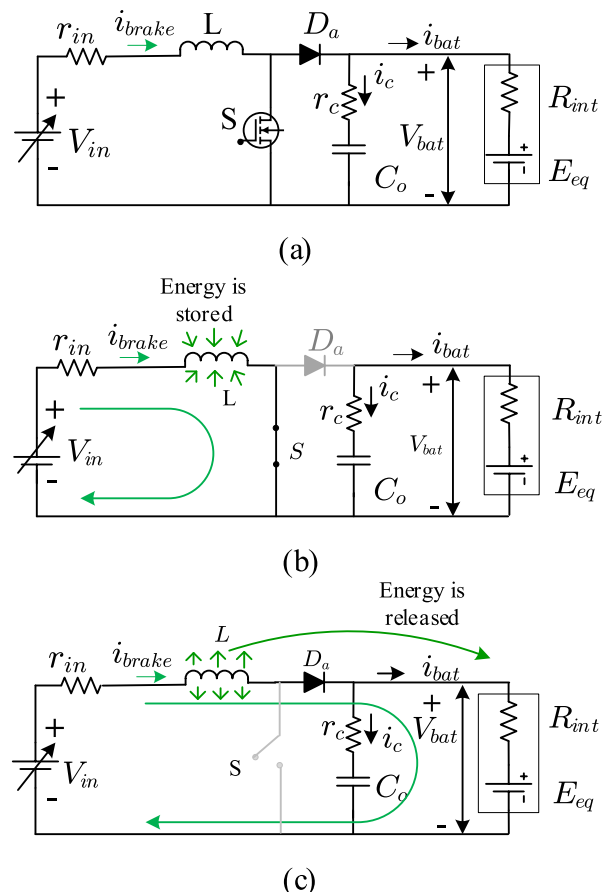 r_in i_brake L D_a i_bat
+ V_in - S r_c i_c C_o + V_bat - R_int + - E_eq
(a)
Energy is
stored
r_in i_brake L D_a i_bat
+ V_in - S r_c i_c C_o + V_bat - R_int + - E_eq
(b)
Energy is
released
r_in i_brake L D_a i_bat
+ V_in - S r_c i_c C_o + V_bat - R_int + - E_eq
(c)